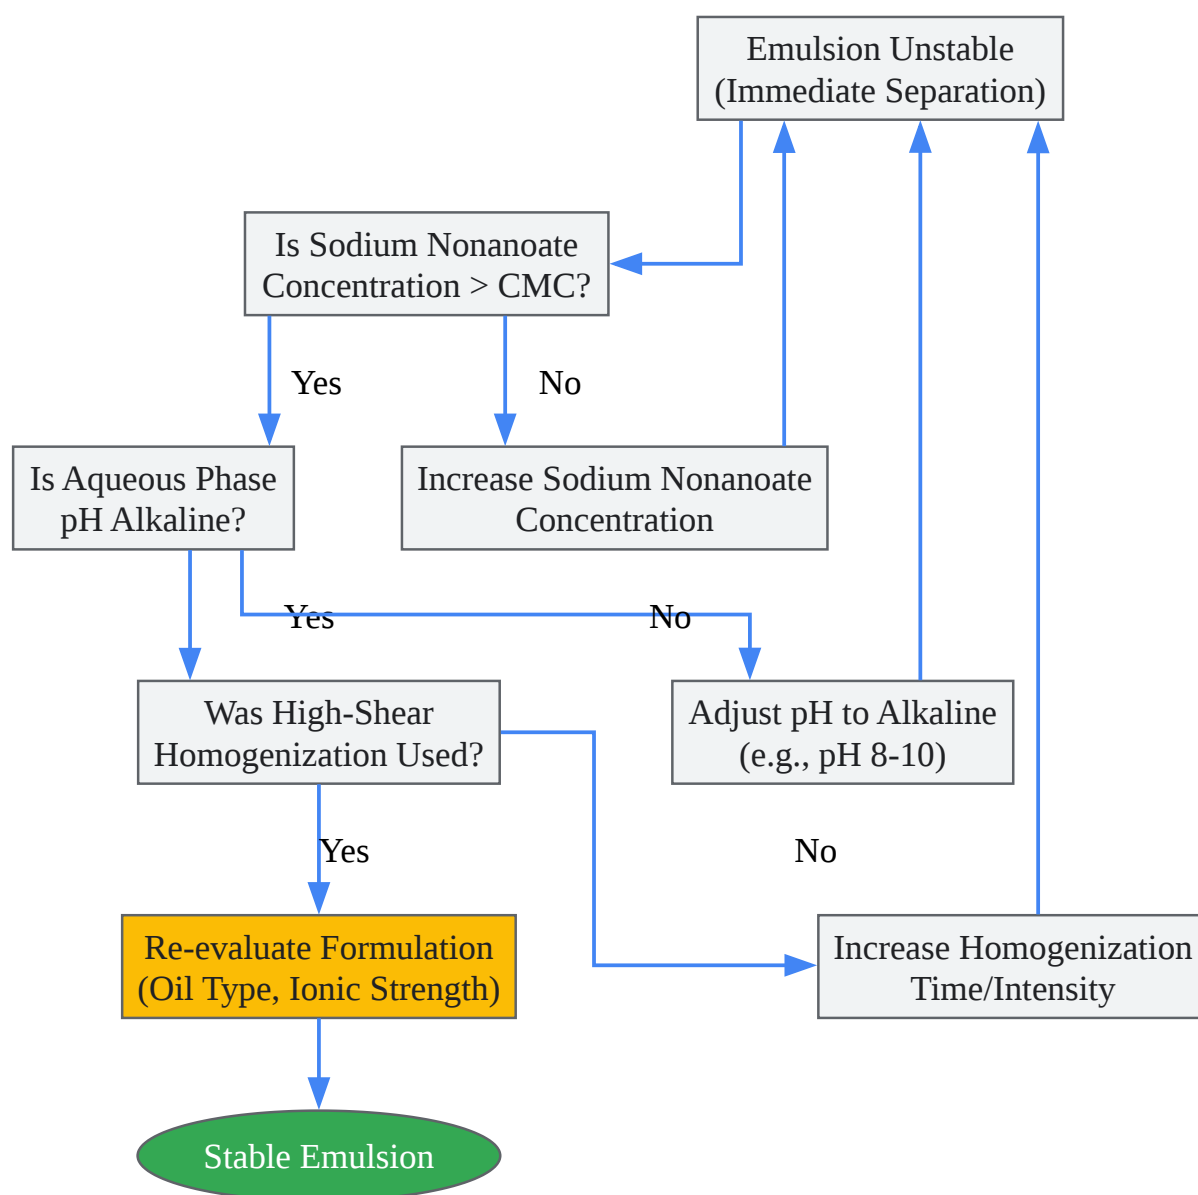 Emulsion Unstable
(Immediate Separation)
Is Sodium Nonanoate
Concentration > CMC?
Yes
No
Is Aqueous Phase
pH Alkaline?
Increase Sodium Nonanoate
Concentration
Yes
No
Was High-Shear
Homogenization Used?
Adjust pH to Alkaline
(e.g., pH 8-10)
Yes
No
Re-evaluate Formulation
(Oil Type, Ionic Strength)
Increase Homogenization
Time/Intensity
Stable Emulsion